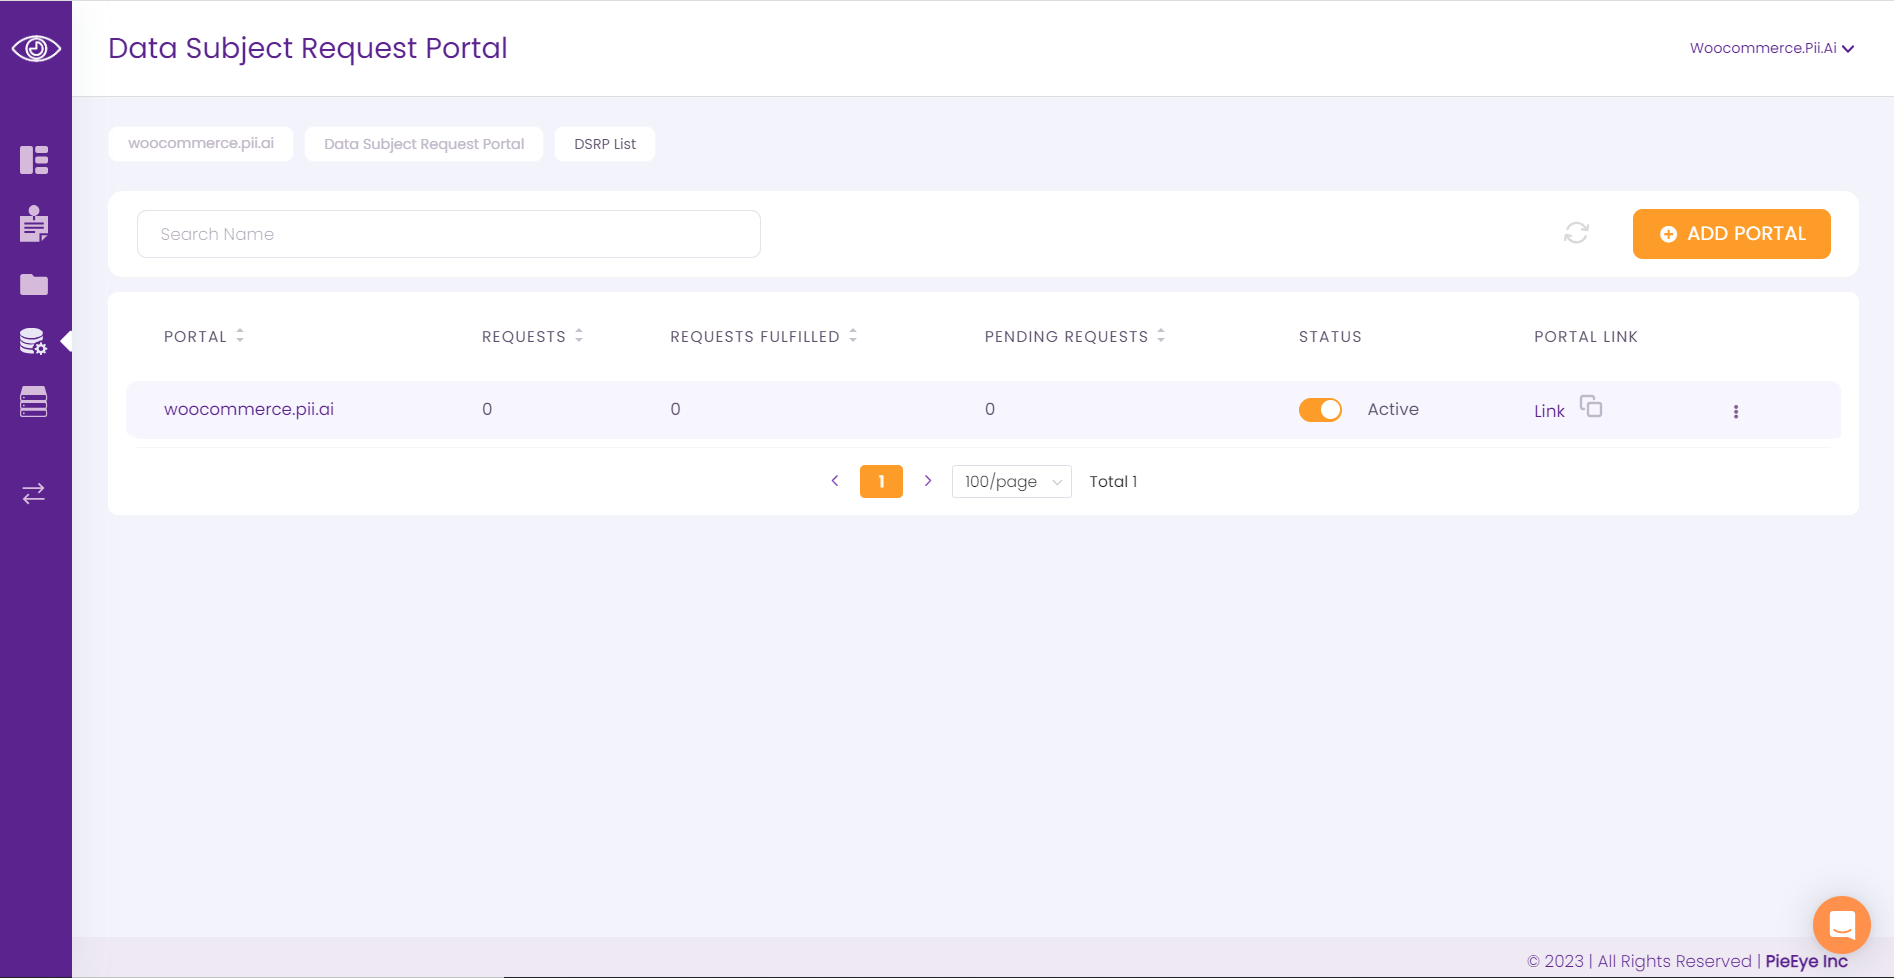 Data Subject Request Portal
Woocommerce.Pii.Ai
woocommerce.pii.ai
Data Subject Request Portal
DSRP List
Search Name
ADD PORTAL
PORTAL
REQUESTS
REQUESTS FULFILLED
PENDING REQUESTS
STATUS
PORTAL LINK
woocommerce.pii.ai
0
0
0
Active
Link
1
100/page
Total 1
© 2023 | All Rights Reserved | PieEye Inc